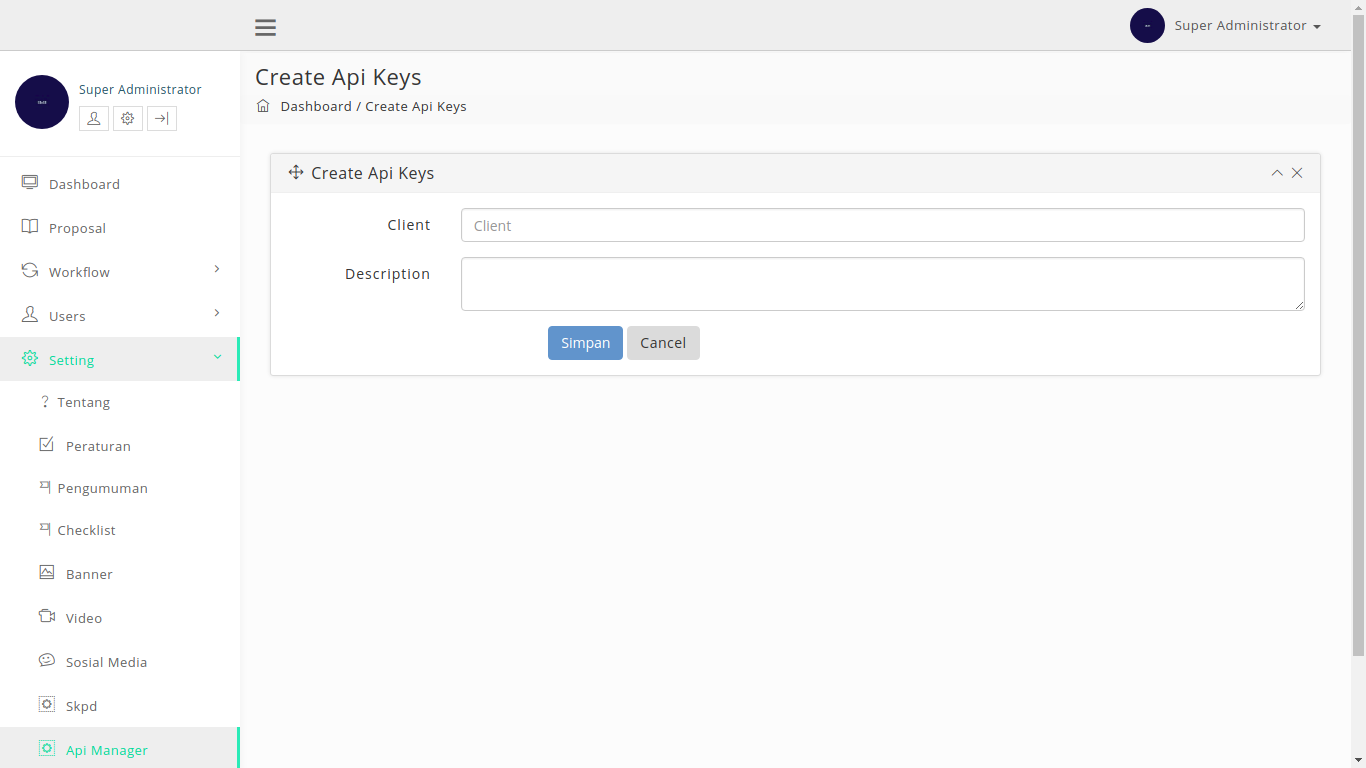 Super Administrator
Super Administrator
Create Api Keys
Dashboard / Create Api Keys
Dashboard
Proposal
Workflow
Users
Setting
Tentang
Peraturan
Pengumuman
Checklist
Banner
Video
Sosial Media
Skpd
Api Manager
Create Api Keys
Client
Client
Description
Simpan
Cancel